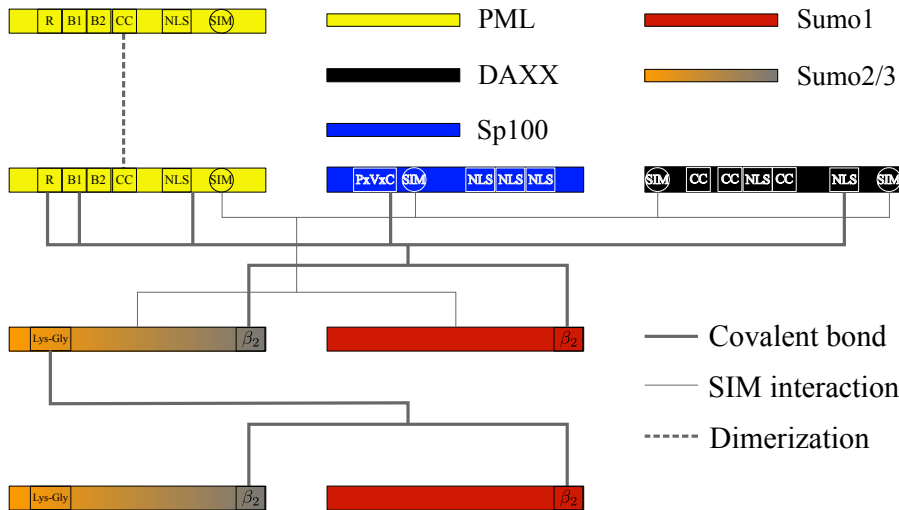 R B1 B2 CC NLS SIM
PML
Sumo1
DAXX
Sumo2/3
Sp100
R B1 B2 CC NLS SIM
PxVxC SIM NLS NLS NLS
SIM CC CC NLS CC NLS SIM
Lys-Gly β₂
β₂
Covalent bond
SIM interaction
Dimerization
Lys-Gly β₂
β₂